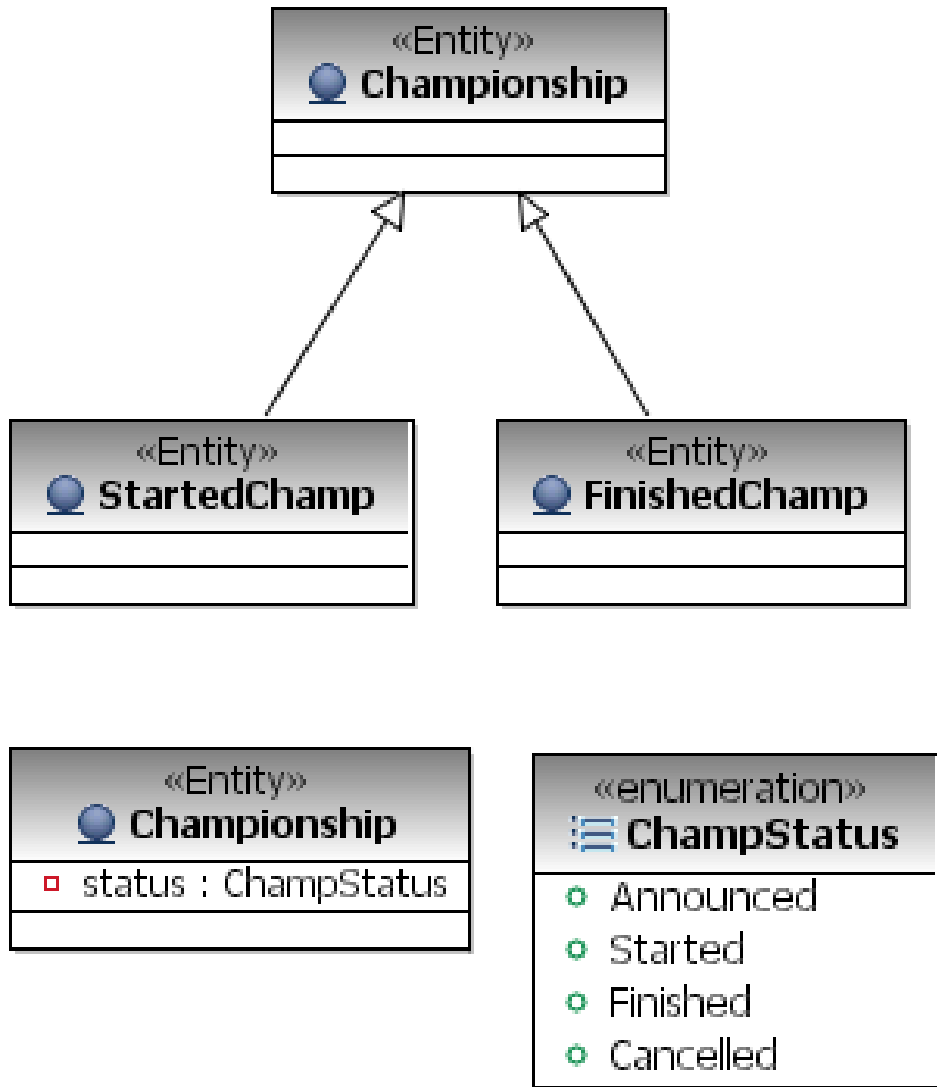 «Entity»
Championship
«Entity»
StartedChamp
«Entity»
FinishedChamp
«Entity»
Championship
status : ChampStatus
«enumeration»
ChampStatus
Announced
Started
Finished
Cancelled